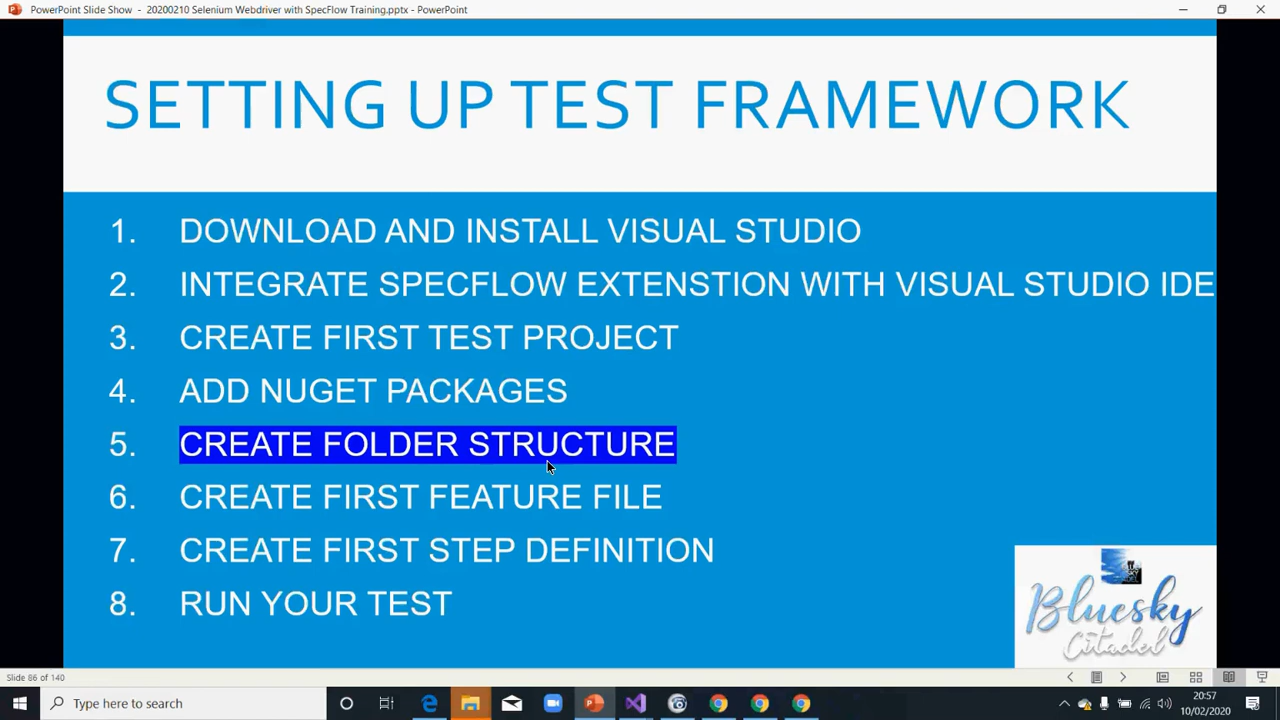 PowerPoint Slide Show - 20200210 Selenium Webdriver with SpecFlow Training.pptx - PowerPoint
SETTING UP TEST FRAMEWORK
1. DOWNLOAD AND INSTALL VISUAL STUDIO
2. INTEGRATE SPECFLOW EXTENSTION WITH VISUAL STUDIO IDE
3. CREATE FIRST TEST PROJECT
4. ADD NUGET PACKAGES
5. CREATE FOLDER STRUCTURE
6. CREATE FIRST FEATURE FILE
7. CREATE FIRST STEP DEFINITION
8. RUN YOUR TEST
Bluesky
Citadel
Slide 86 of 140
Type here to search
20:57
10/02/2020